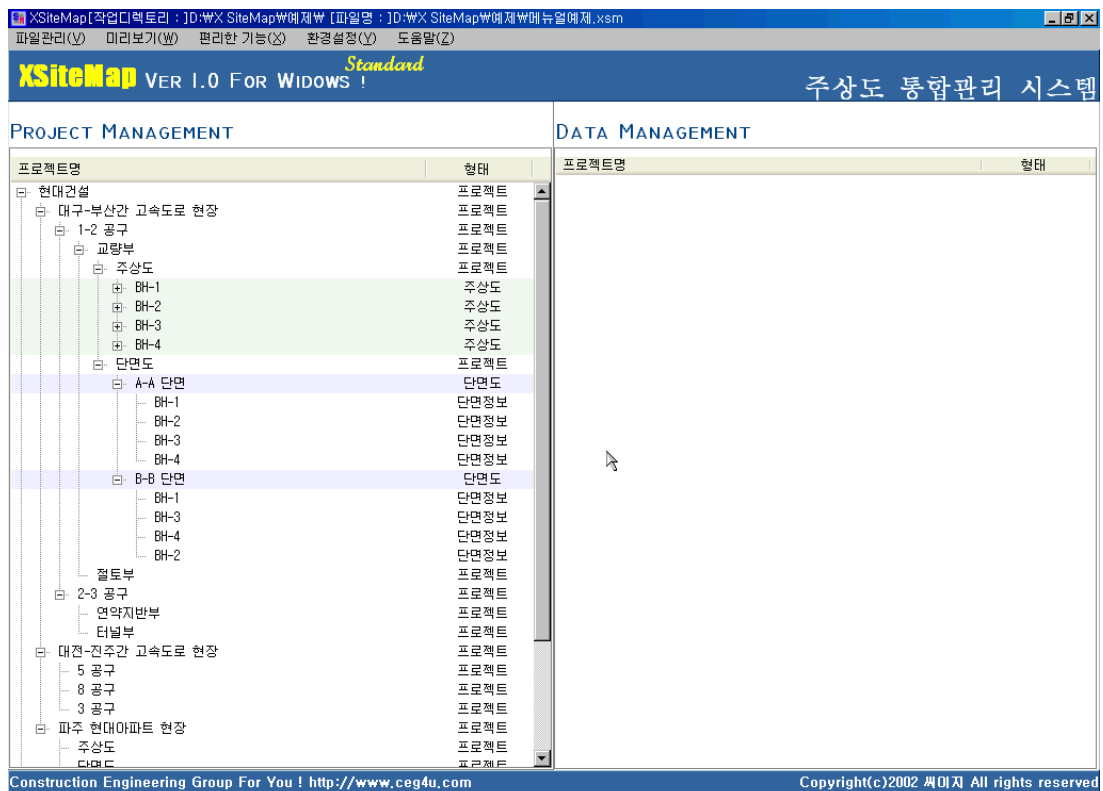 XSiteMap[작업디렉토리 : ]D:₩X SiteMap₩예제₩ [파일명 : ]D:₩X SiteMap₩예제₩메뉴얼예제.xsm
파일관리(V) 미리보기(W) 편리한 기능(X) 환경설정(Y) 도움말(Z)
XSiteMap VER 1.0 FOR WIDOWS ! Standard
주상도 통합관리 시스템
PROJECT MANAGEMENT
프로젝트명 형태
현대건설 프로젝트
대구-부산간 고속도로 현장 프로젝트
1-2 공구 프로젝트
교량부 프로젝트
주상도 프로젝트
BH-1 주상도
BH-2 주상도
BH-3 주상도
BH-4 주상도
단면도 프로젝트
A-A 단면 단면도
BH-1 단면정보
BH-2 단면정보
BH-3 단면정보
BH-4 단면정보
B-B 단면 단면도
BH-1 단면정보
BH-3 단면정보
BH-4 단면정보
BH-2 단면정보
절토부 프로젝트
2-3 공구 프로젝트
연약지반부 프로젝트
터널부 프로젝트
대전-진주간 고속도로 현장 프로젝트
5 공구 프로젝트
8 공구 프로젝트
3 공구 프로젝트
파주 현대아파트 현장 프로젝트
주상도 프로젝트
단면도 프로젝트
DATA MANAGEMENT
프로젝트명 형태
Construction Engineering Group For You ! http://www.ceg4u.com
Copyright(c)2002 씨이지 All rights reserved